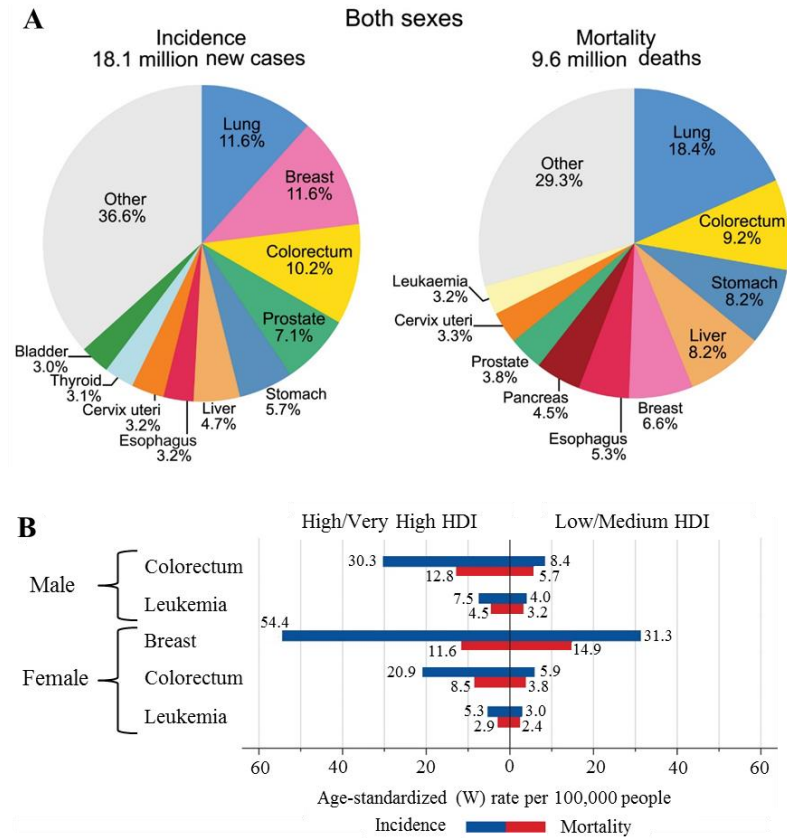 A
Both sexes
Incidence
18.1 million new cases
Lung
11.6%
Breast
11.6%
Colorectum
10.2%
Prostate
7.1%
Stomach
5.7%
Liver
4.7%
Esophagus
3.2%
Cervix uteri
3.2%
Thyroid
3.1%
Bladder
3.0%
Other
36.6%
Mortality
9.6 million deaths
Lung
18.4%
Colorectum
9.2%
Stomach
8.2%
Liver
8.2%
Breast
6.6%
Esophagus
5.3%
Pancreas
4.5%
Prostate
3.8%
Cervix uteri
3.3%
Leukaemia
3.2%
Other
29.3%
B
High/Very High HDI Low/Medium HDI
Male
Colorectum
30.3 8.4
12.8 5.7
Leukemia
7.5 4.0
4.5 3.2
Female
Breast
54.4 31.3
11.6 14.9
Colorectum
20.9 5.9
8.5 3.8
Leukemia
5.3 3.0
2.9 2.4
60 40 20 0 20 40 60
Age-standardized (W) rate per 100,000 people
Incidence Mortality